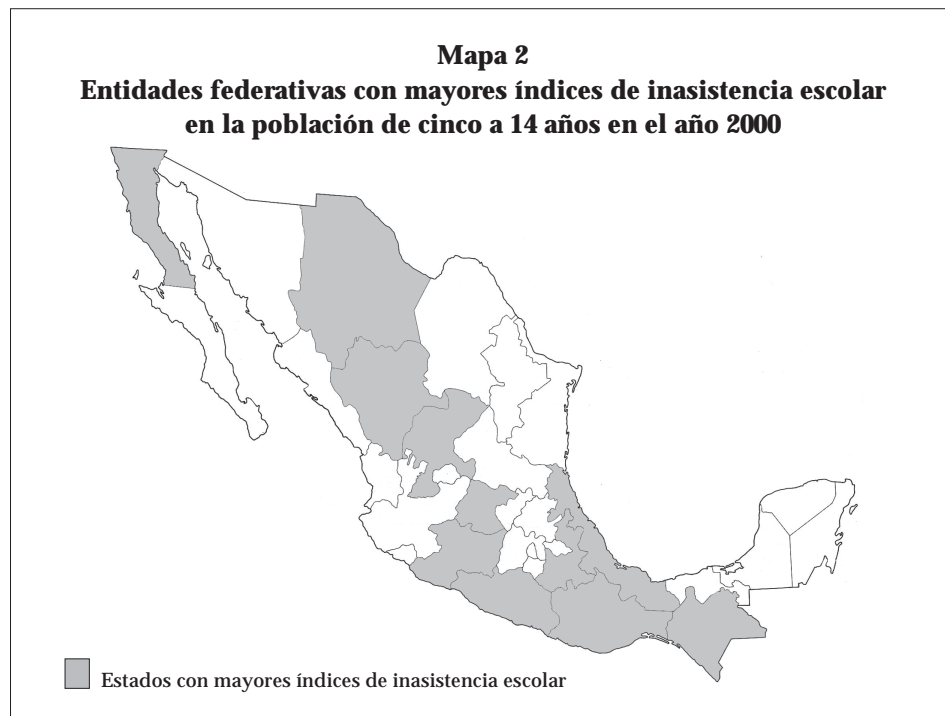 Mapa 2
Entidades federativas con mayores índices de inasistencia escolar
en la población de cinco a 14 años en el año 2000
Estados con mayores índices de inasistencia escolar